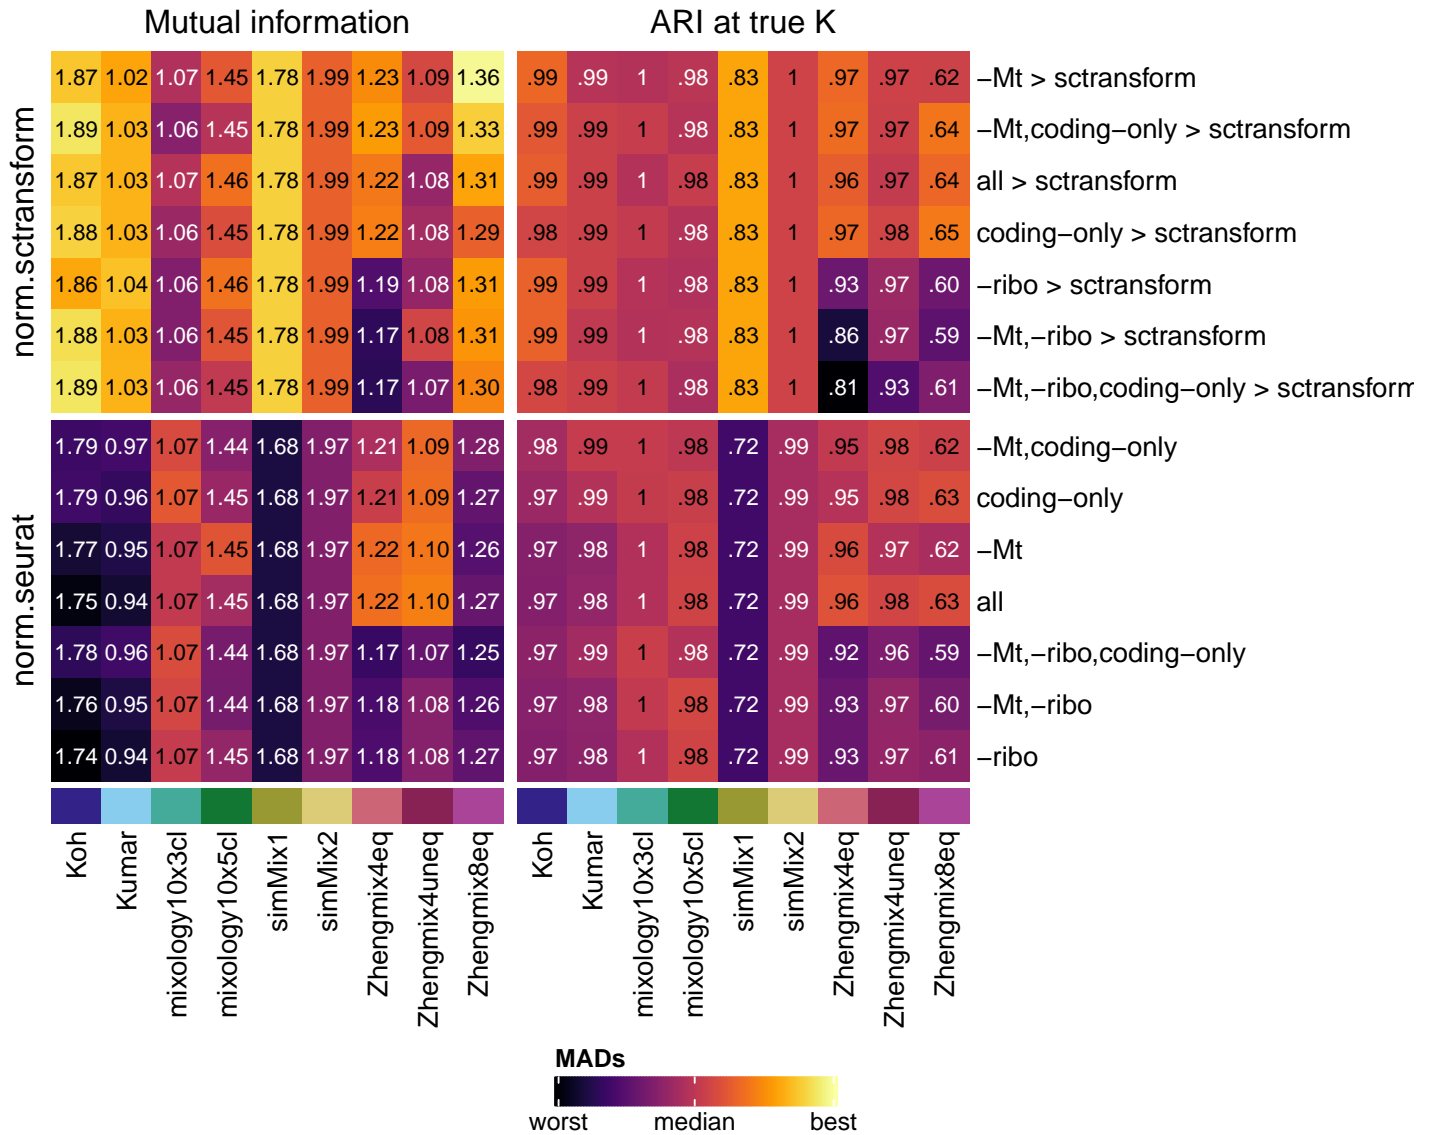 Mutual information ARI at true K
norm.sctransform
1.87 1.02 1.07 1.45 1.78 1.99 1.23 1.09 1.36 .99 .99 1 .98 .83 1 .97 .97 .62 −Mt > sctransform
1.89 1.03 1.06 1.45 1.78 1.99 1.23 1.09 1.33 .99 .99 1 .98 .83 1 .97 .97 .64 −Mt,coding−only > sctransform
1.87 1.03 1.07 1.46 1.78 1.99 1.22 1.08 1.31 .99 .99 1 .98 .83 1 .96 .97 .64 all > sctransform
1.88 1.03 1.06 1.45 1.78 1.99 1.22 1.08 1.29 .98 .99 1 .98 .83 1 .97 .98 .65 coding−only > sctransform
1.86 1.04 1.06 1.46 1.78 1.99 1.19 1.08 1.31 .99 .99 1 .98 .83 1 .93 .97 .60 −ribo > sctransform
1.88 1.03 1.06 1.45 1.78 1.99 1.17 1.08 1.31 .99 .99 1 .98 .83 1 .86 .97 .59 −Mt,−ribo > sctransform
1.89 1.03 1.06 1.45 1.78 1.99 1.17 1.07 1.30 .98 .99 1 .98 .83 1 .81 .93 .61 −Mt,−ribo,coding−only > sctransform
norm.seurat
1.79 0.97 1.07 1.44 1.68 1.97 1.21 1.09 1.28 .98 .99 1 .98 .72 .99 .95 .98 .62 −Mt,coding−only
1.79 0.96 1.07 1.45 1.68 1.97 1.21 1.09 1.27 .97 .99 1 .98 .72 .99 .95 .98 .63 coding−only
1.77 0.95 1.07 1.45 1.68 1.97 1.22 1.10 1.26 .97 .98 1 .98 .72 .99 .96 .97 .62 −Mt
1.75 0.94 1.07 1.45 1.68 1.97 1.22 1.10 1.27 .97 .98 1 .98 .72 .99 .96 .98 .63 all
1.78 0.96 1.07 1.44 1.68 1.97 1.17 1.07 1.25 .97 .99 1 .98 .72 .99 .92 .96 .59 −Mt,−ribo,coding−only
1.76 0.95 1.07 1.44 1.68 1.97 1.18 1.08 1.26 .97 .98 1 .98 .72 .99 .93 .97 .60 −Mt,−ribo
1.74 0.94 1.07 1.45 1.68 1.97 1.18 1.08 1.27 .97 .98 1 .98 .72 .99 .93 .97 .61 −ribo
Koh
Kumar
mixology10x3cl
mixology10x5cl
simMix1
simMix2
Zhengmix4eq
Zhengmix4uneq
Zhengmix8eq
Koh
Kumar
mixology10x3cl
mixology10x5cl
simMix1
simMix2
Zhengmix4eq
Zhengmix4uneq
Zhengmix8eq
MADs
worst median best